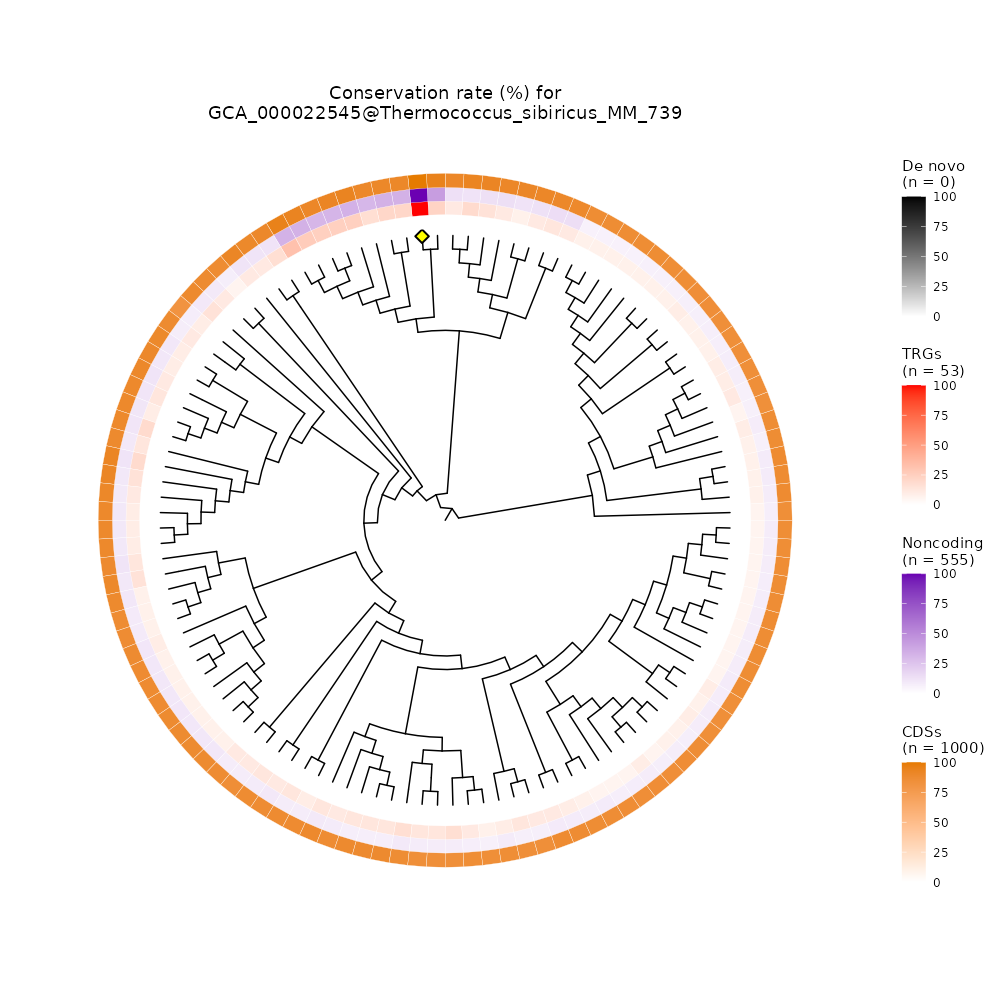 Conservation rate (%) for
GCA_000022545@Thermococcus_sibiricus_MM_739
De novo
(n = 0)
100
75
50
25
0
TRGs
(n = 53)
100
75
50
25
0
Noncoding
(n = 555)
100
75
50
25
0
CDSs
(n = 1000)
100
75
50
25
0